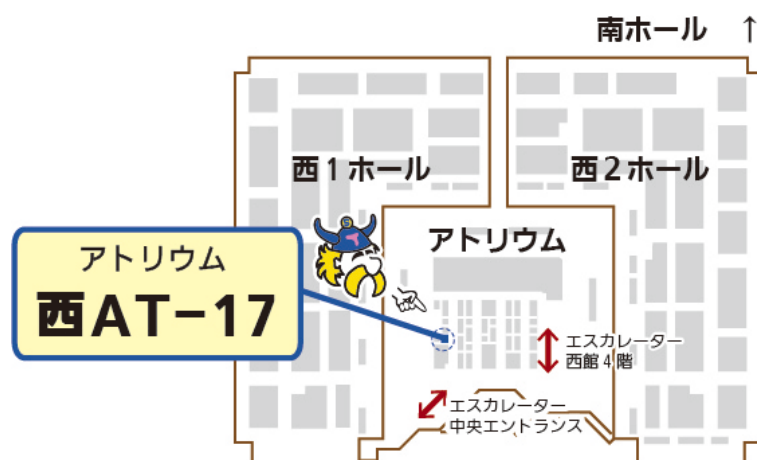 南ホール ↑
西1ホール
西2ホール
アトリウム
アトリウム
西AT-17
エスカレーター
西館4階
エスカレーター
中央エントランス